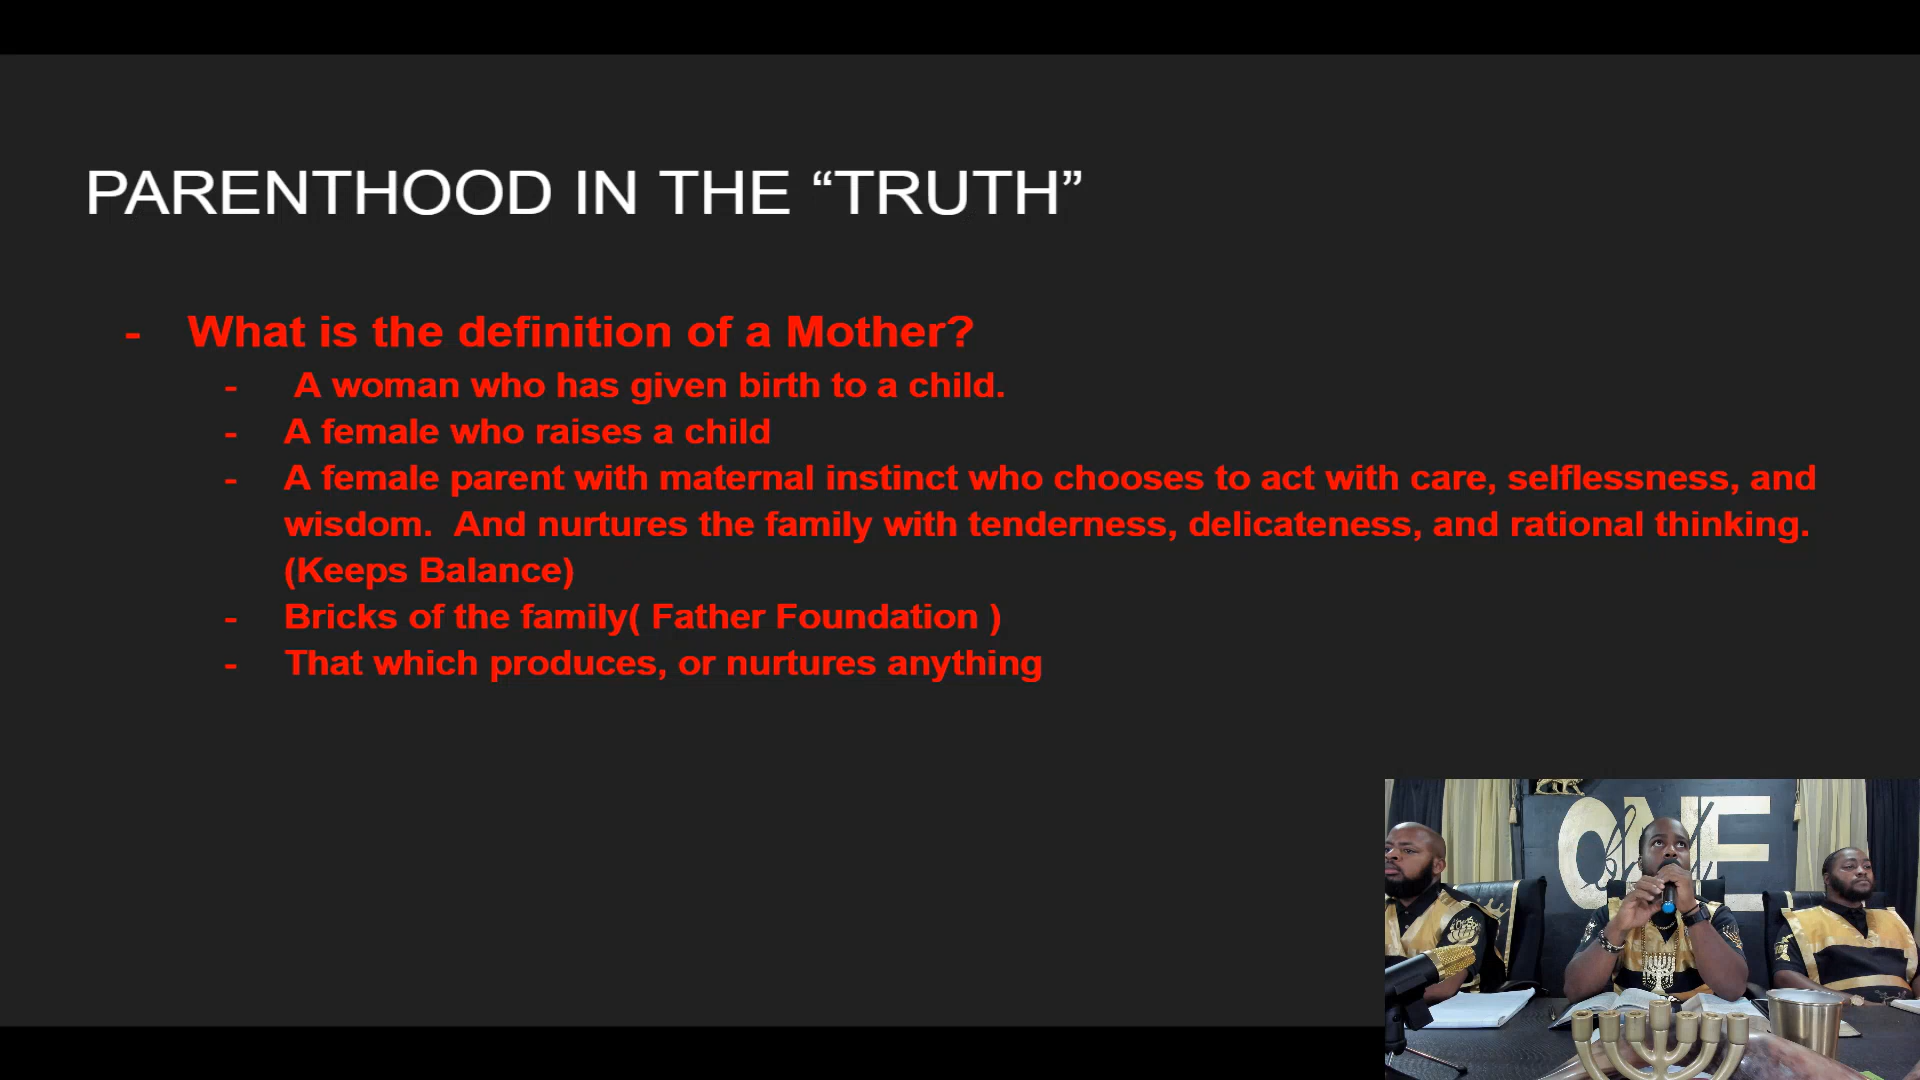 PARENTHOOD IN THE “TRUTH”
- What is the definition of a Mother?
- A woman who has given birth to a child.
- A female who raises a child
- A female parent with maternal instinct who chooses to act with care, selflessness, and
wisdom. And nurtures the family with tenderness, delicateness, and rational thinking.
(Keeps Balance)
- Bricks of the family( Father Foundation )
- That which produces, or nurtures anything
ONE